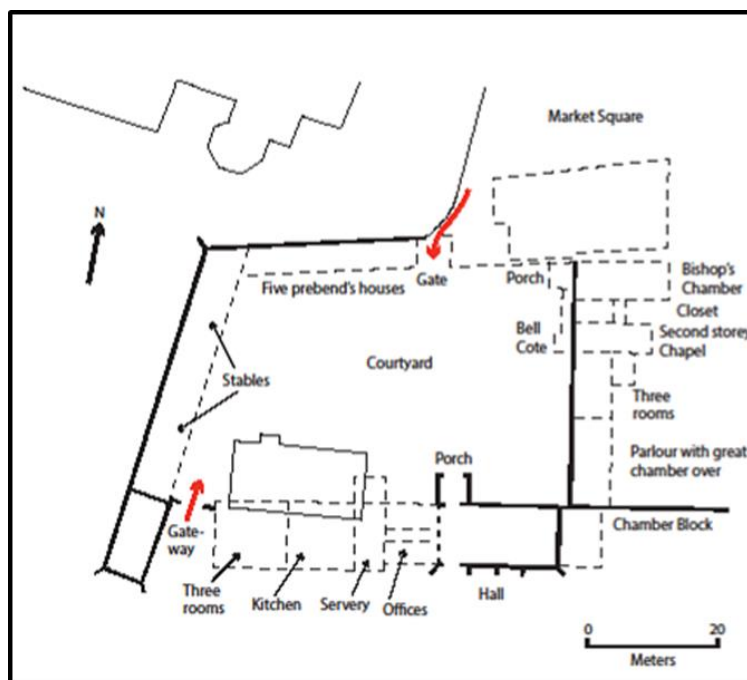 Market Square
N
Five prebend's houses
Gate
Porch
Bishop's
Chamber
Closet
Bell
Cote
Second storey
Chapel
Courtyard
Stables
Three
rooms
Parlour with great
chamber over
Porch
Gate-
way
Chamber Block
Three
rooms
Kitchen
Servery
Offices
Hall
0 20
Meters